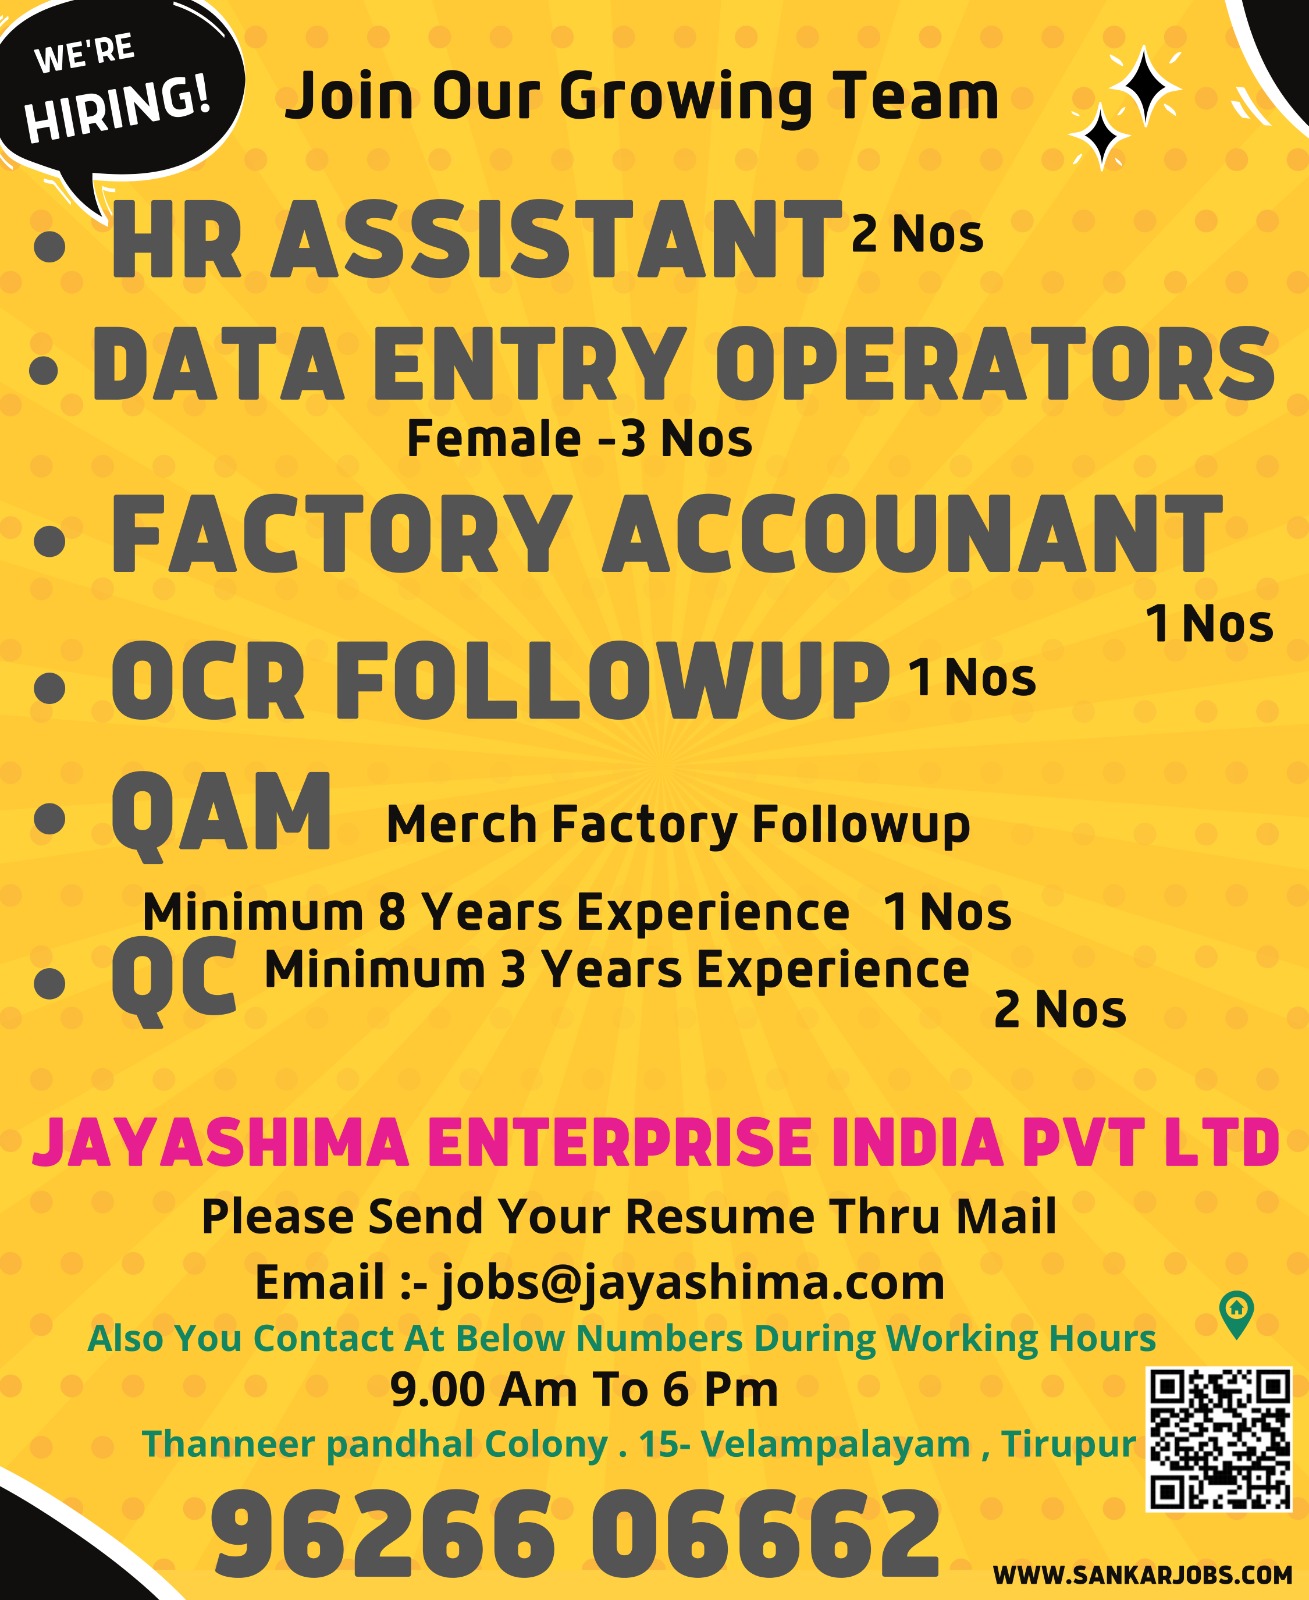 WE'RE
HIRING!
Join Our Growing Team
• HR ASSISTANT 2 Nos
• DATA ENTRY OPERATORS
Female -3 Nos
• FACTORY ACCOUNANT
1 Nos
• OCR FOLLOWUP 1 Nos
• QAM Merch Factory Followup
Minimum 8 Years Experience 1 Nos
• QC Minimum 3 Years Experience
2 Nos
JAYASHIMA ENTERPRISE INDIA PVT LTD
Please Send Your Resume Thru Mail
Email :- jobs@jayashima.com
Also You Contact At Below Numbers During Working Hours
9.00 Am To 6 Pm
Thanneer pandhal Colony . 15- Velampalayam , Tirupur
96266 06662
WWW.SANKARJOBS.COM